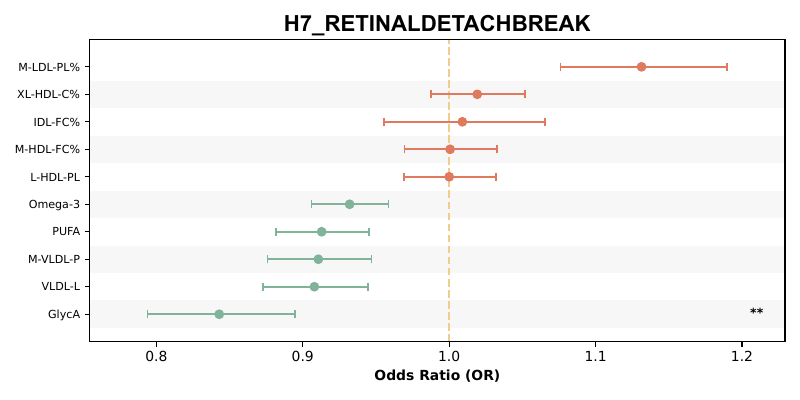 H7_RETINALDETACHBREAK
M-LDL-PL%
XL-HDL-C%
IDL-FC%
M-HDL-FC%
L-HDL-PL
Omega-3
PUFA
M-VLDL-P
VLDL-L
GlycA **
0.8 0.9 1.0 1.1 1.2
Odds Ratio (OR)